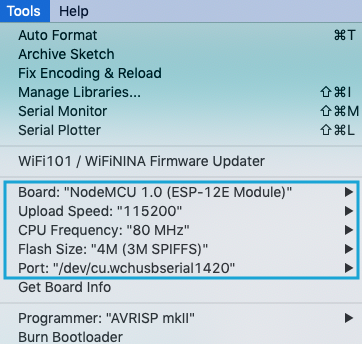 Tools Help
Auto Format ⌘T
Archive Sketch
Fix Encoding & Reload
Manage Libraries... ⇧⌘I
Serial Monitor ⇧⌘M
Serial Plotter ⇧⌘L
WiFi101 / WiFiNINA Firmware Updater
Board: "NodeMCU 1.0 (ESP-12E Module)"
Upload Speed: "115200"
CPU Frequency: "80 MHz"
Flash Size: "4M (3M SPIFFS)"
Port: "/dev/cu.wchusbserial1420"
Get Board Info
Programmer: "AVRISP mkII"
Burn Bootloader